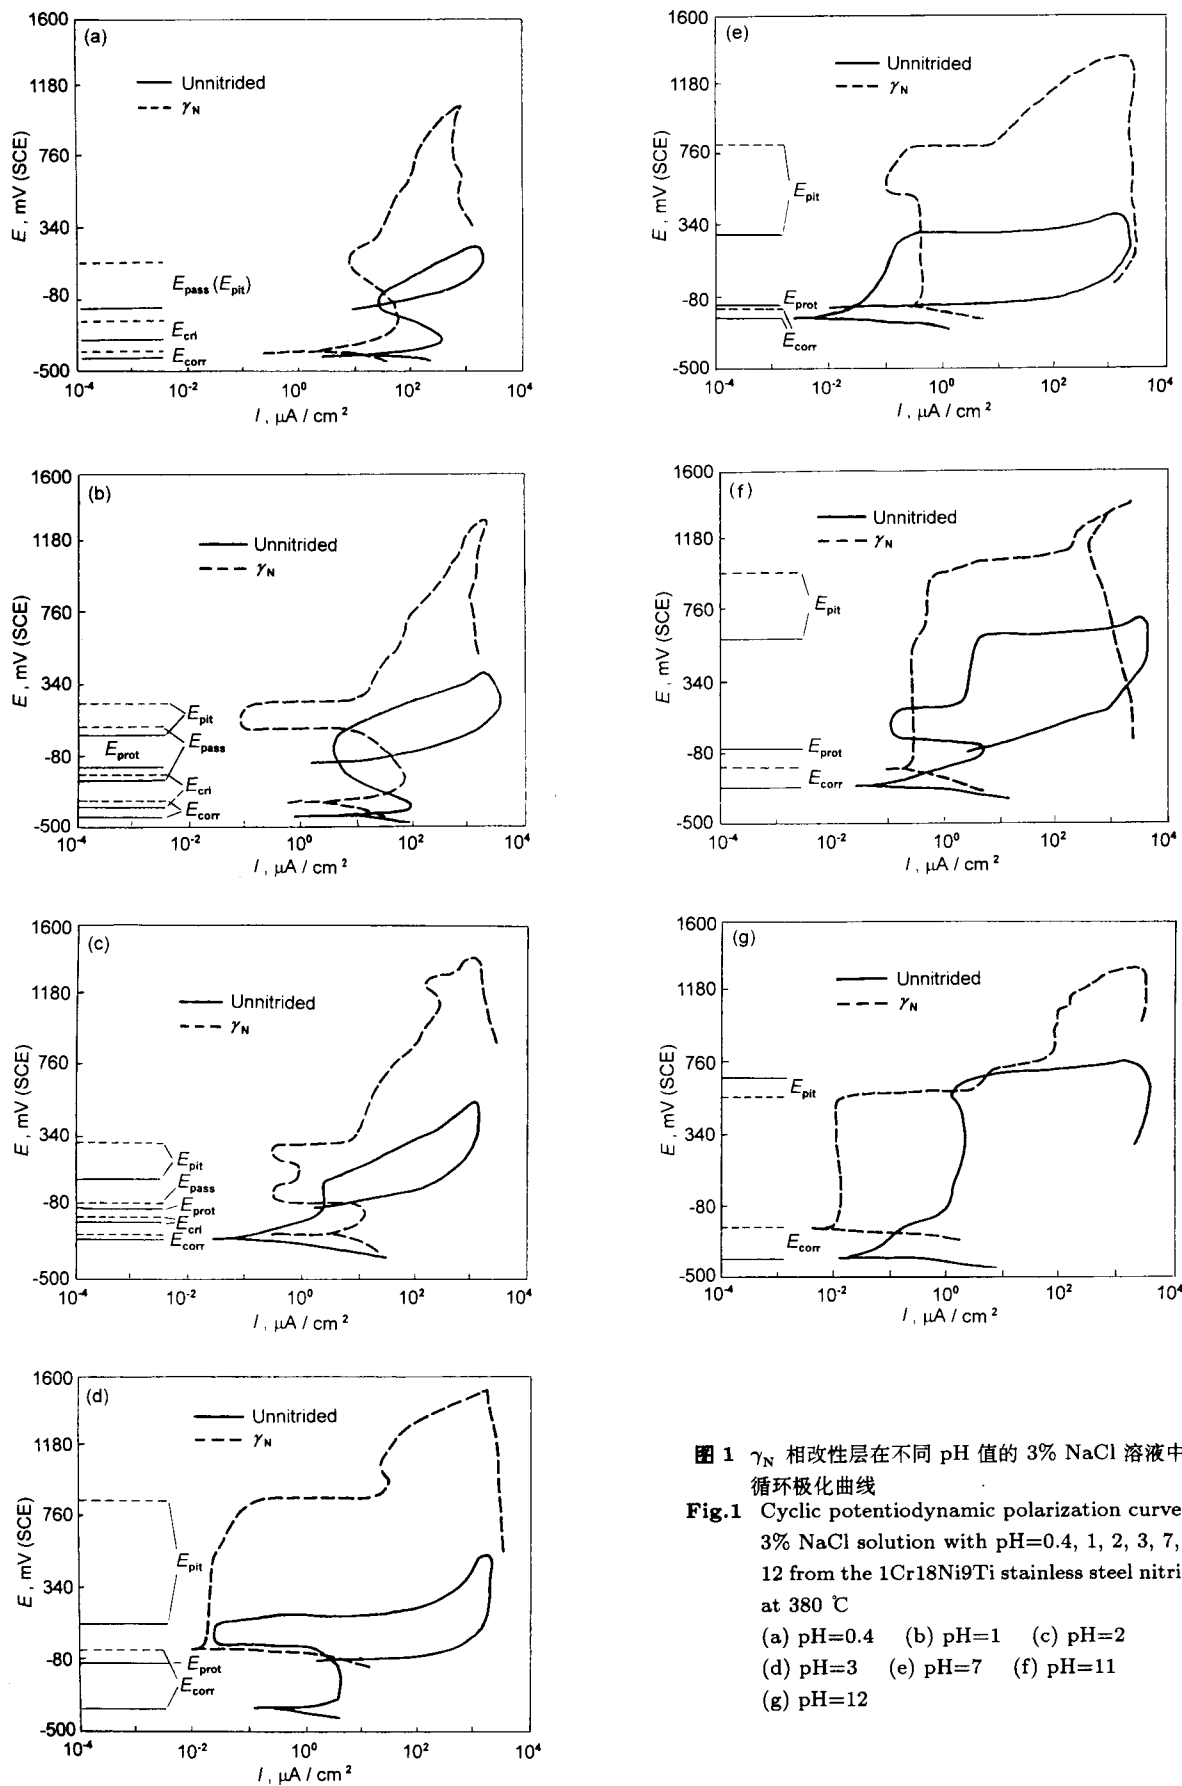 (a)
1600
1180
760
340
-80
-500
E, mV (SCE)
Unnitrided
γN
Epass (Epit)
Ecri
Ecorr
10-4 10-2 100 102 104
I, μA / cm2
(e)
1600
1180
760
340
-80
-500
E, mV (SCE)
Unnitrided
γN
Epit
Eprot
Ecorr
10-4 10-2 100 102 104
I, μA / cm2
(b)
1600
1180
760
340
-80
-500
E, mV (SCE)
Unnitrided
γN
Epit
Epass
Eprot
Ecri
Ecorr
10-4 10-2 100 102 104
I, μA / cm2
(f)
1600
1180
760
340
-80
-500
E, mV (SCE)
Unnitrided
γN
Epit
Eprot
Ecorr
10-4 10-2 100 102 104
I, μA / cm2
(c)
1600
1180
760
340
-80
-500
E, mV (SCE)
Unnitrided
γN
Epit
Epass
Eprot
Ecri
Ecorr
10-4 10-2 100 102 104
I, μA / cm2
(g)
1600
1180
760
340
-80
-500
E, mV (SCE)
Unnitrided
γN
Epit
Ecorr
10-4 10-2 100 102 104
I, μA / cm2
(d)
1600
1180
760
340
-80
-500
E, mV (SCE)
Unnitrided
γN
Epit
Eprot
Ecorr
10-4 10-2 100 102 104
I, μA / cm2
图 1 γN 相改性层在不同 pH 值的 3% NaCl 溶液中
循环极化曲线
Fig.1 Cyclic potentiodynamic polarization curve
3% NaCl solution with pH=0.4, 1, 2, 3, 7,
12 from the 1Cr18Ni9Ti stainless steel nitri
at 380 ℃
(a) pH=0.4 (b) pH=1 (c) pH=2
(d) pH=3 (e) pH=7 (f) pH=11
(g) pH=12